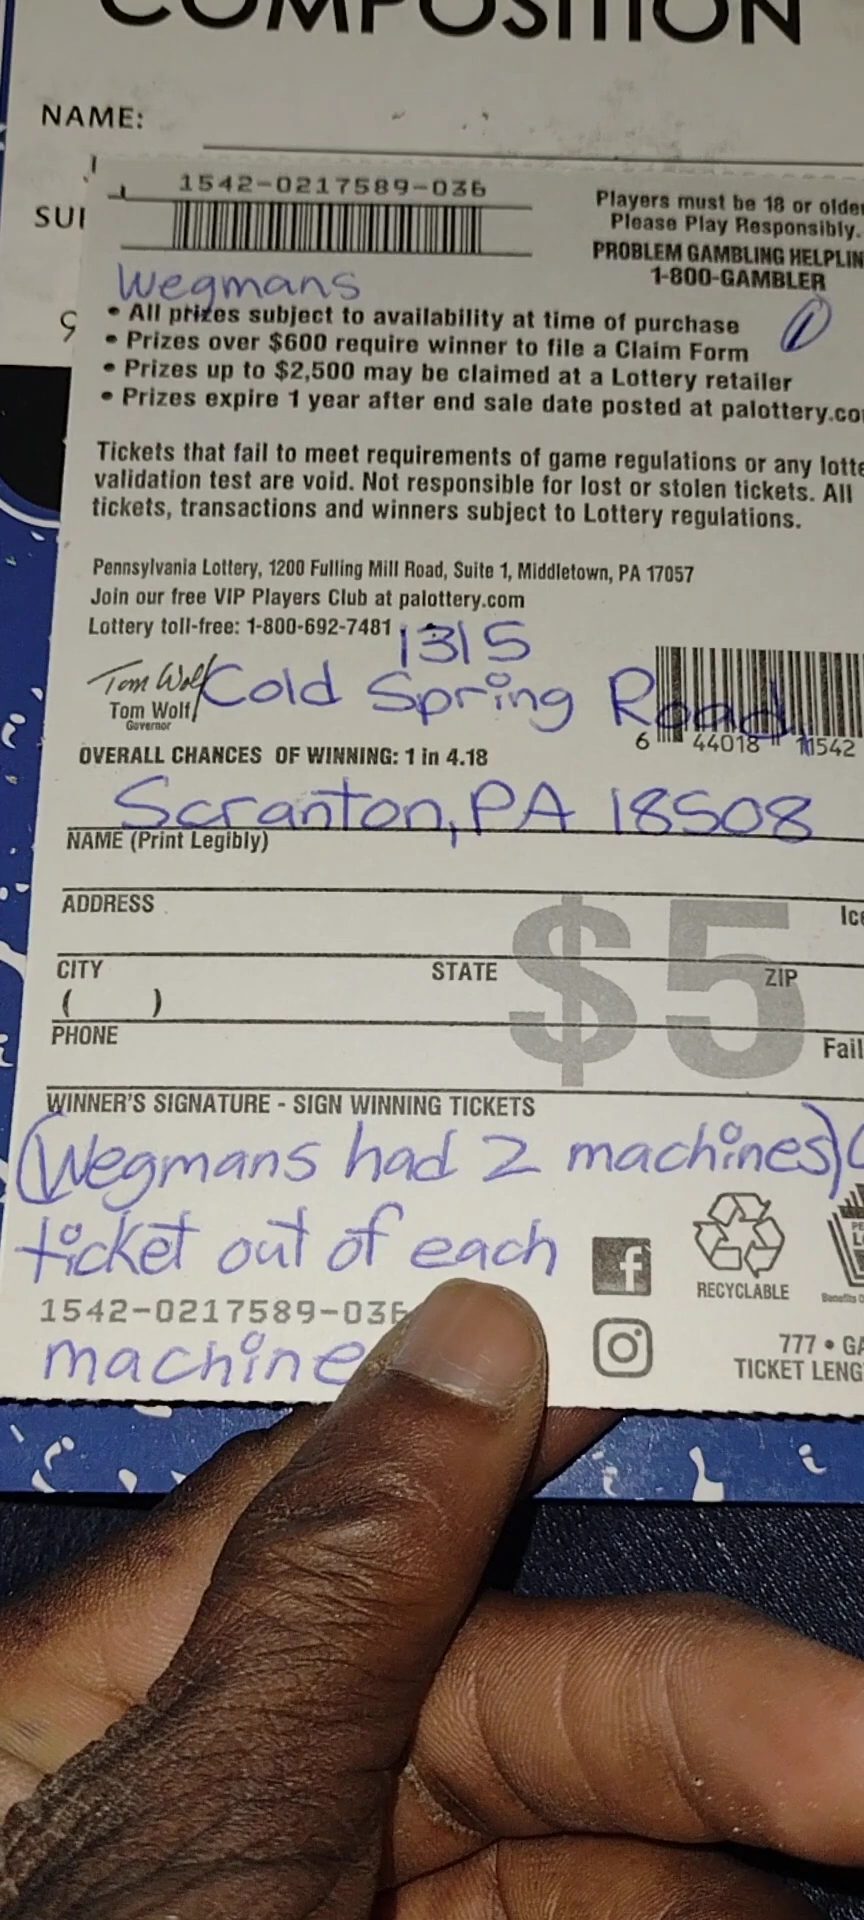 COMPOSITION
NAME:
1542-0217589-036
Players must be 18 or older
Please Play Responsibly.
PROBLEM GAMBLING HELPLIN
1-800-GAMBLER
Wegmans
1
• All prizes subject to availability at time of purchase
• Prizes over $600 require winner to file a Claim Form
• Prizes up to $2,500 may be claimed at a Lottery retailer
• Prizes expire 1 year after end sale date posted at palottery.co
Tickets that fail to meet requirements of game regulations or any lotte
validation test are void. Not responsible for lost or stolen tickets. All
tickets, transactions and winners subject to Lottery regulations.
Pennsylvania Lottery, 1200 Fulling Mill Road, Suite 1, Middletown, PA 17057
Join our free VIP Players Club at palottery.com
Lottery toll-free: 1-800-692-7481
1315
Tom Wolf
Cold Spring Road,
Tom Wolf
Governor
6 44018 11542
OVERALL CHANCES OF WINNING: 1 in 4.18
Scranton, PA 18508
NAME (Print Legibly)
ADDRESS
$5
CITY STATE ZIP
( )
PHONE
Fail
WINNER'S SIGNATURE - SIGN WINNING TICKETS
(Wegmans had 2 machines)
ticket out of each
RECYCLABLE
1542-0217589-036
machine
777 • GA
TICKET LENG